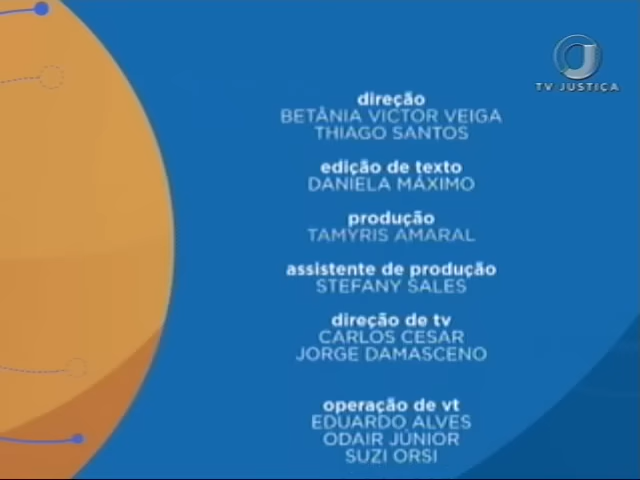 TV JUSTIÇA
direção
BETÂNIA VICTOR VEIGA
THIAGO SANTOS
edição de texto
DANIELA MÁXIMO
produção
TAMYRIS AMARAL
assistente de produção
STEFANY SALES
direção de tv
CARLOS CESAR
JORGE DAMASCENO
operação de vt
EDUARDO ALVES
ODAIR JÚNIOR
SUZI ORSI